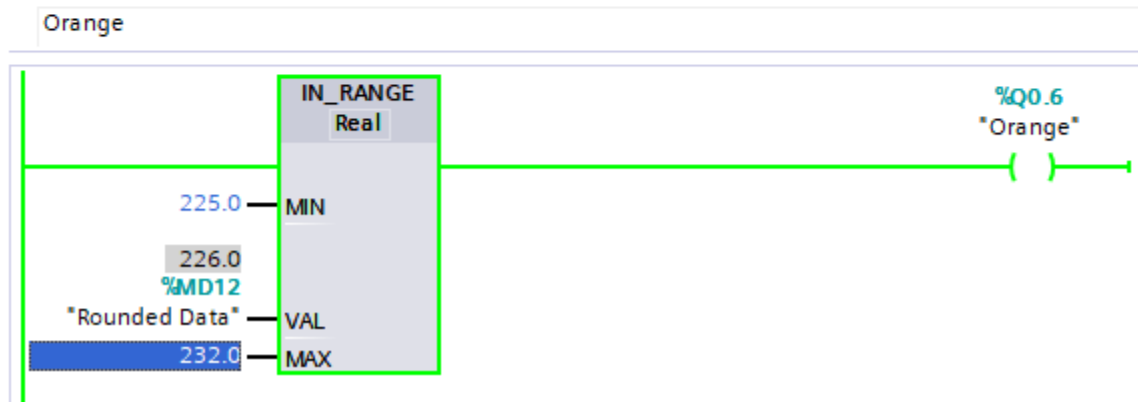 Orange
IN_RANGE
Real
%Q0.6
"Orange"
225.0
MIN
226.0
%MD12
"Rounded Data"
VAL
232.0
MAX